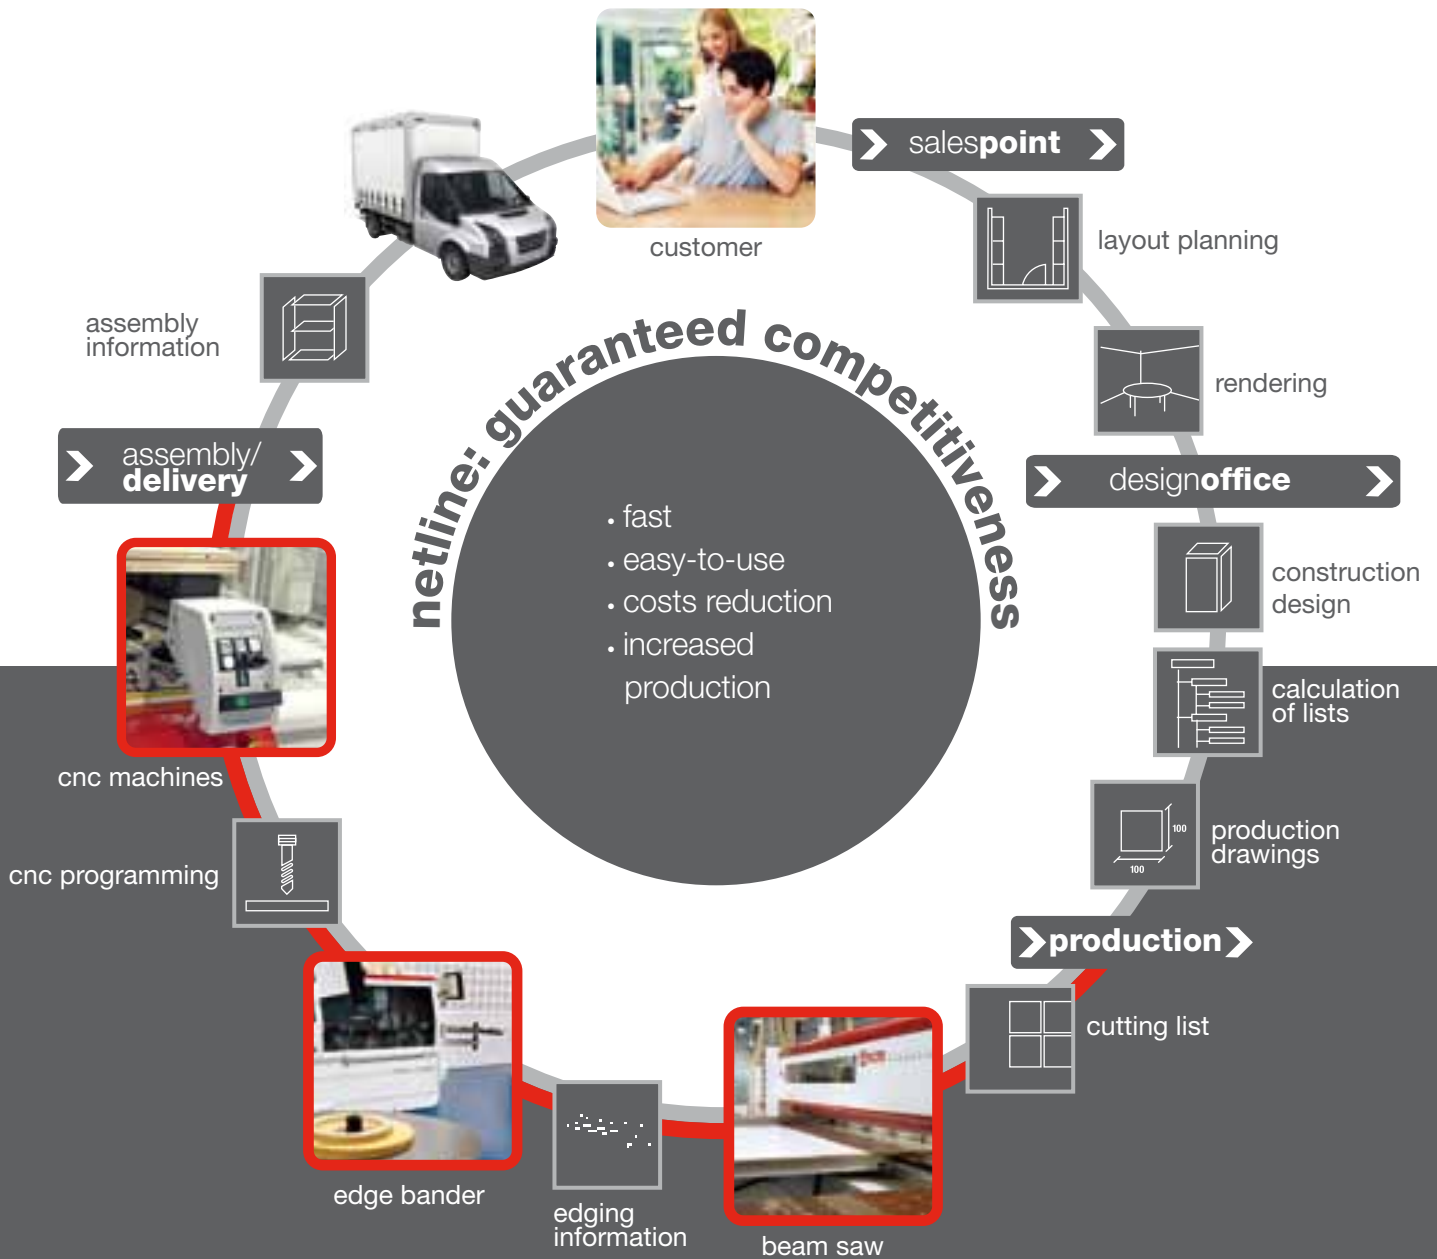 customer
salespoint
layout planning
rendering
designoffice
construction
design
calculation
of lists
100
100
production
drawings
production
cutting list
beam saw
edging
information
edge bander
cnc programming
cnc machines
assembly/
delivery
assembly
information
netline: guaranteed competitiveness
• fast
• easy-to-use
• costs reduction
• increased
production